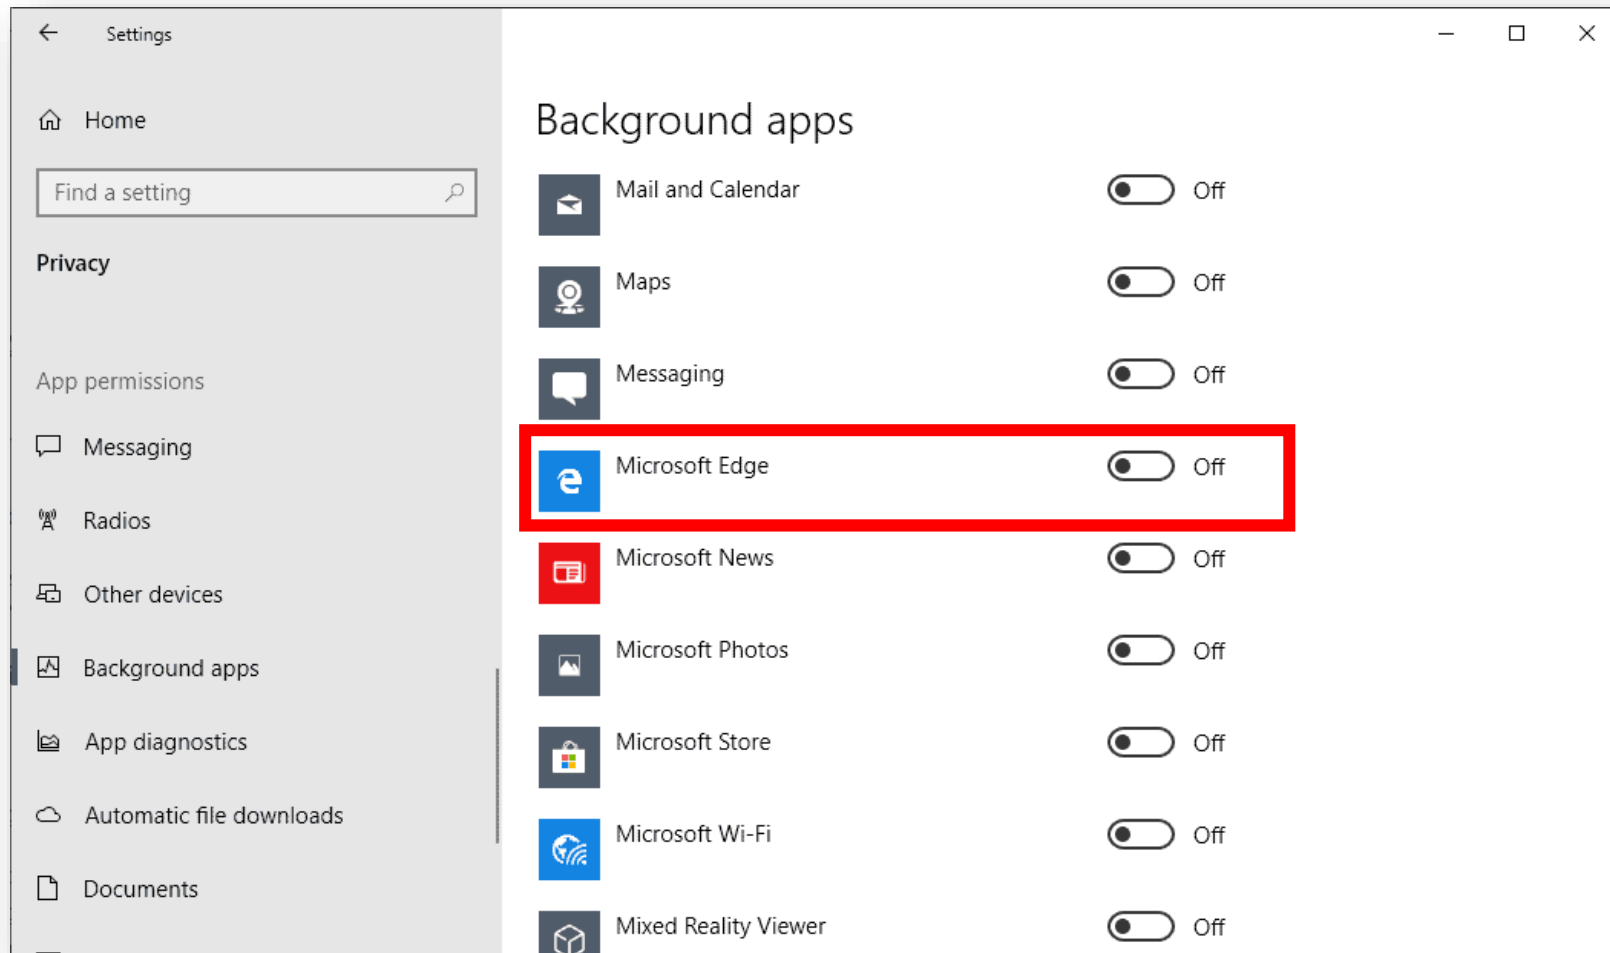 Settings
Home
Find a setting
Privacy
App permissions
Messaging
Radios
Other devices
Background apps
App diagnostics
Automatic file downloads
Documents
Background apps
Mail and Calendar Off
Maps Off
Messaging Off
Microsoft Edge Off
Microsoft News Off
Microsoft Photos Off
Microsoft Store Off
Microsoft Wi-Fi Off
Mixed Reality Viewer Off